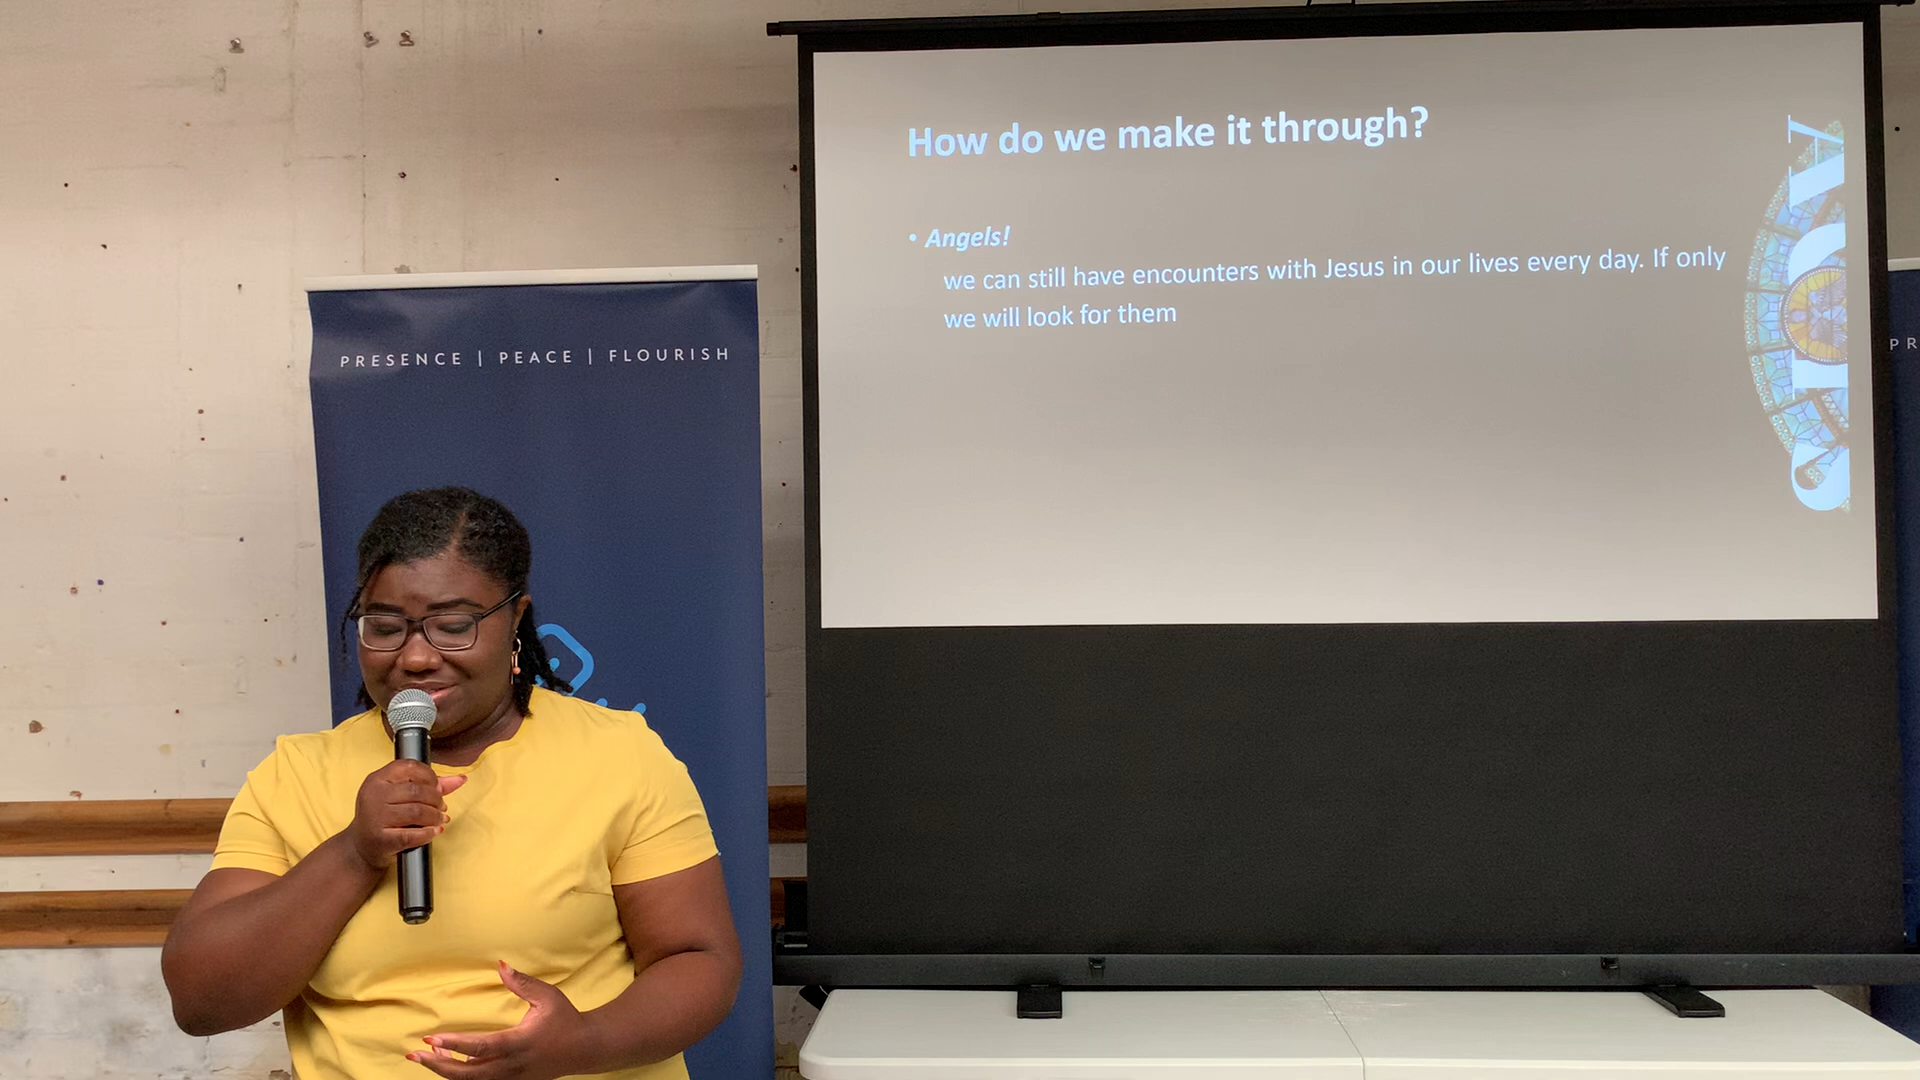 How do we make it through?
• Angels!
we can still have encounters with Jesus in our lives every day. If only
we will look for them
PRESENCE | PEACE | FLOURISH
PR